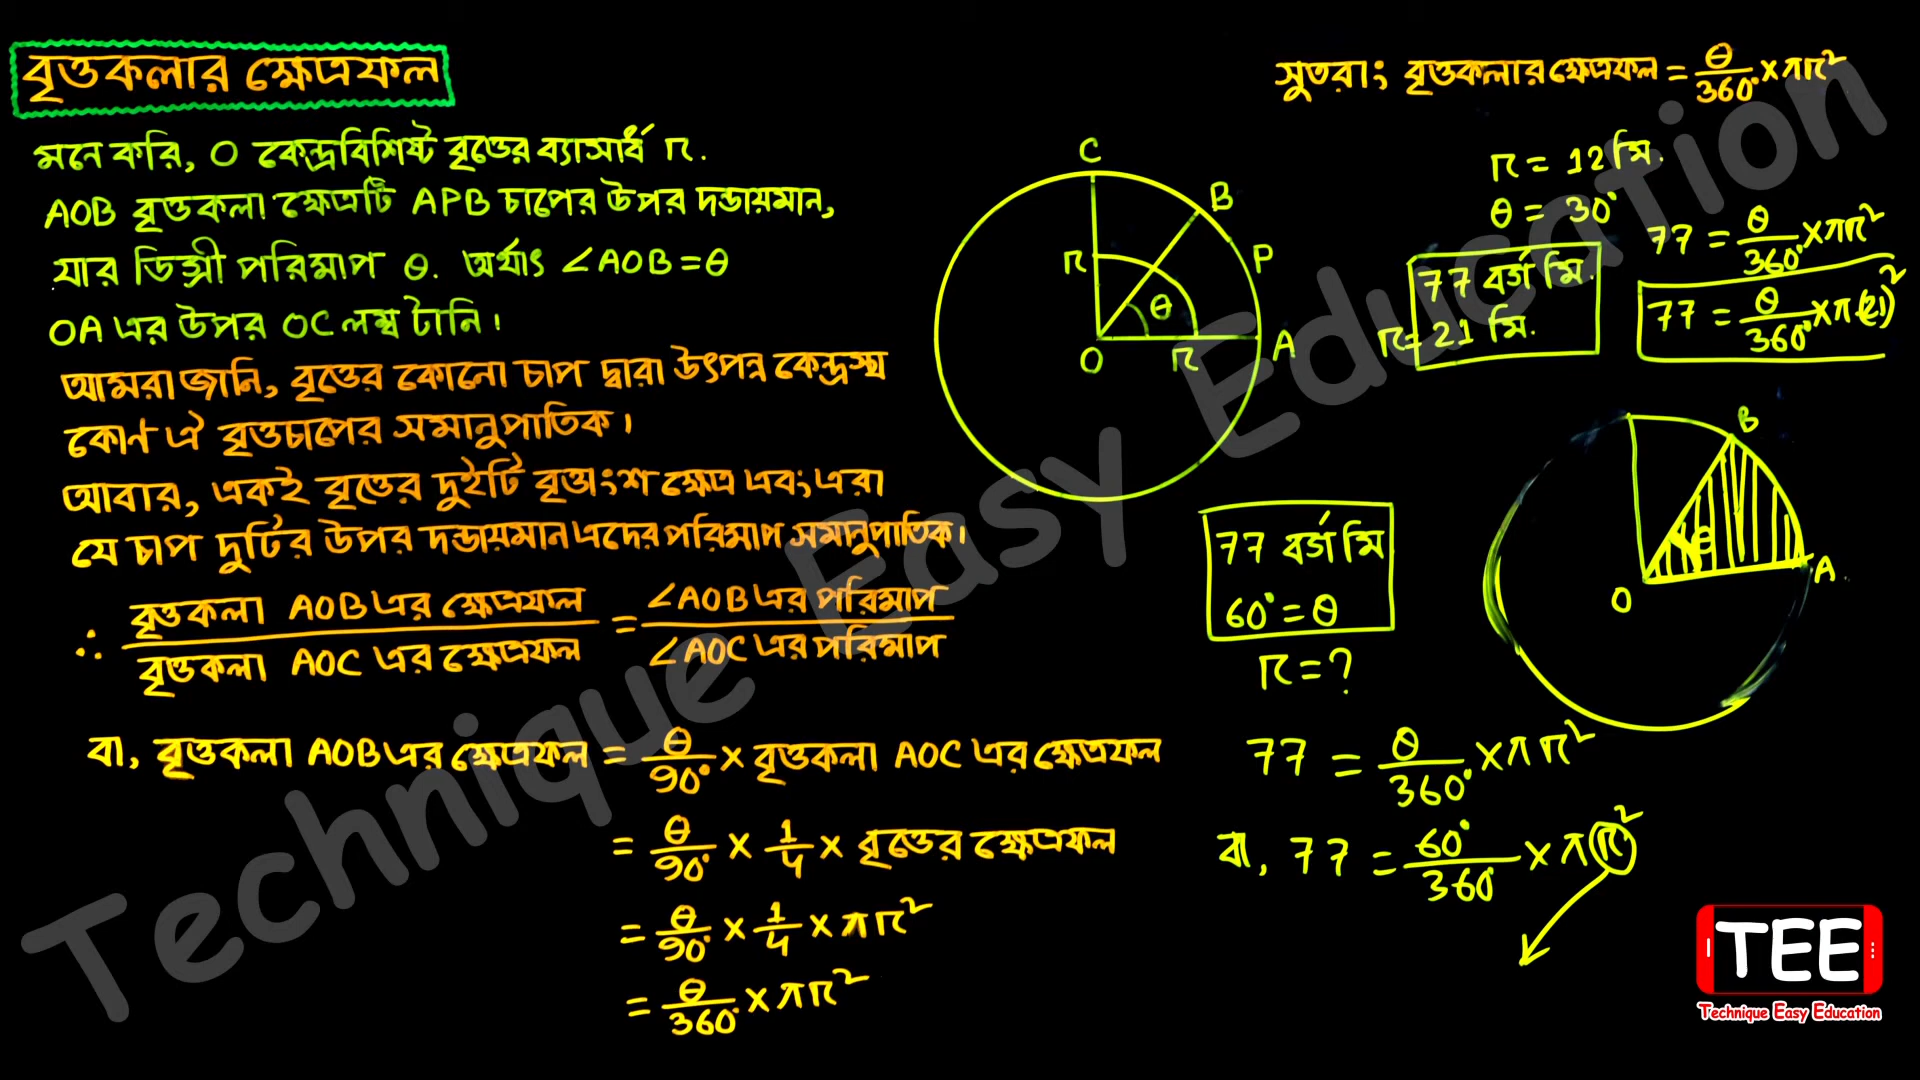 বৃত্তকলার ক্ষেত্রফল
মনে করি, O কেন্দ্রবিশিষ্ট বৃত্তের ব্যাসার্ধ r.
AOB বৃত্তকলা ক্ষেত্রটি APB চাপের উপর দন্ডায়মান,
যার ডিগ্রী পরিমাপ θ. অর্থাৎ ∠AOB = θ
OA এর উপর OC লম্ব টানি।
আমরা জানি, বৃত্তের কোনো চাপ দ্বারা উৎপন্ন কেন্দ্রস্থ
কোণ ঐ বৃত্তচাপের সমানুপাতিক।
আবার, একই বৃত্তের দুইটি বৃত্তাংশ ক্ষেত্র এবং এরা
যে চাপ দুটির উপর দন্ডায়মান এদের পরিমাপ সমানুপাতিক।
∴ বৃত্তকলা AOB এর ক্ষেত্রফল / বৃত্তকলা AOC এর ক্ষেত্রফল = ∠AOB এর পরিমাপ / ∠AOC এর পরিমাপ
বা, বৃত্তকলা AOB এর ক্ষেত্রফল = θ/90° × বৃত্তকলা AOC এর ক্ষেত্রফল
= θ/90° × 1/4 × বৃত্তের ক্ষেত্রফল
= θ/90° × 1/4 × πr²
= θ/360° × πr²
C
B
P
r
θ
O
r
A
সুতরাং বৃত্তকলার ক্ষেত্রফল = θ/360° × πr²
r = 12 মি.
θ = 30°
77 বর্গ মি.
r = 21 মি.
77 = θ/360° × πr²
77 = θ/360° × π(21)²
B
θ
A
O
77 বর্গ মি
60° = θ
r = ?
77 = θ/360° × πr²
বা, 77 = 60°/360° × πr²
Technique Easy Education
TEE
Technique Easy Education